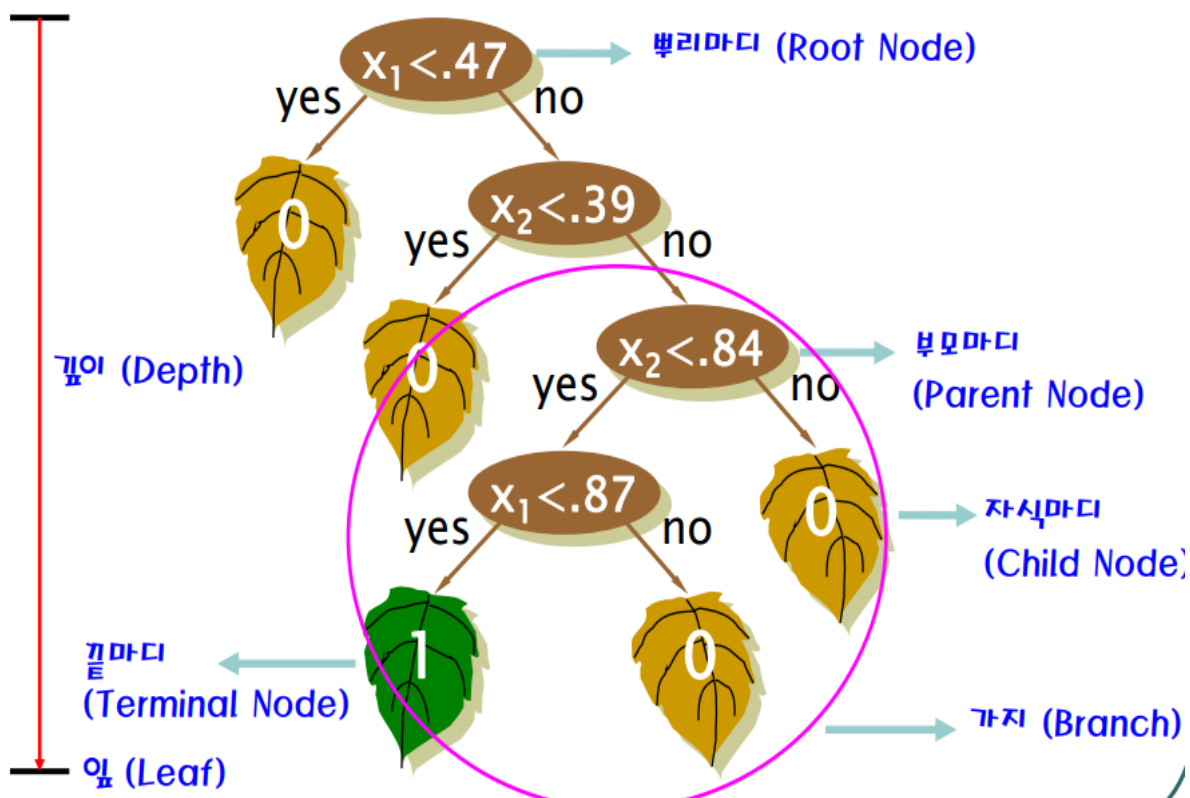 x₁<.47
뿌리마디 (Root Node)
yes
no
0
x₂<.39
yes
no
0
x₂<.84
부모마디
(Parent Node)
깊이 (Depth)
yes
no
x₁<.87
0
자식마디
(Child Node)
yes
no
1
0
끝마디
(Terminal Node)
가지 (Branch)
잎 (Leaf)